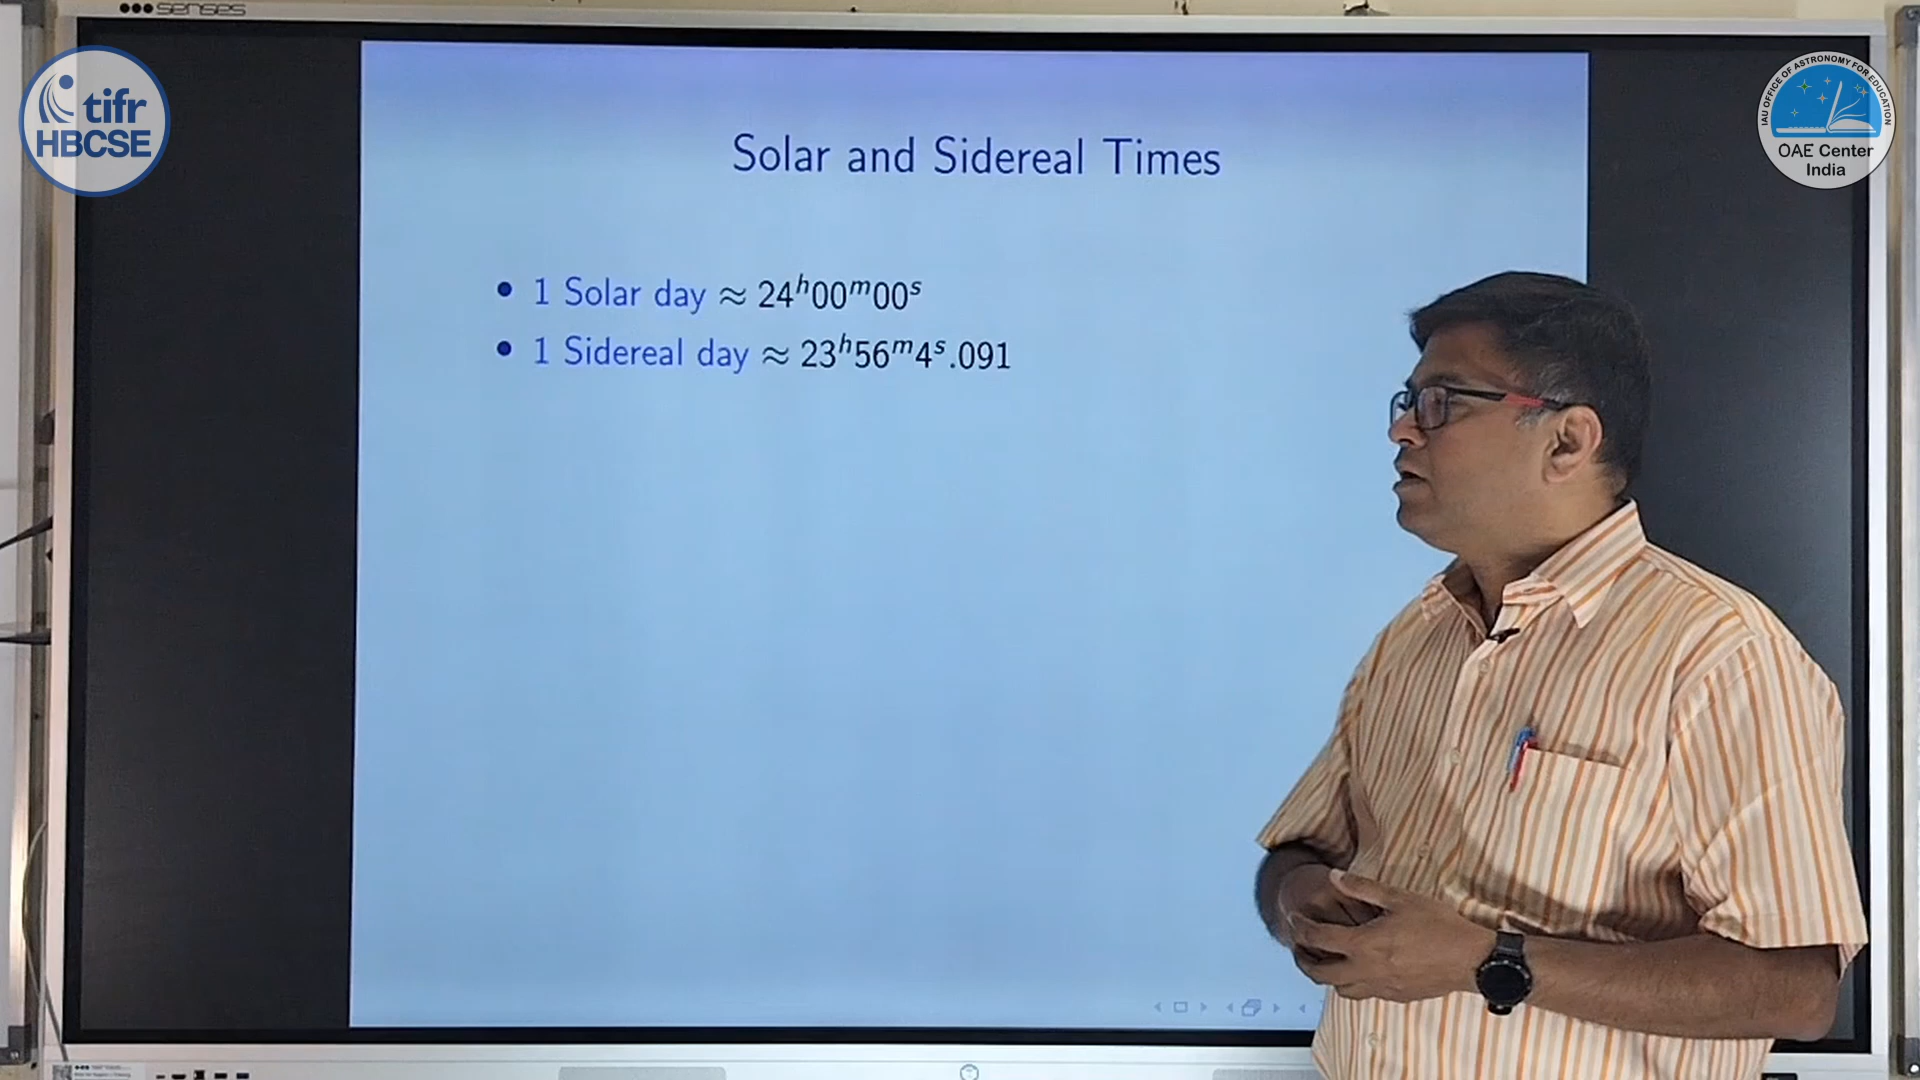 senses
tifr
HBCSE
IAU OFFICE OF ASTRONOMY FOR EDUCATION
OAE Center
India
Solar and Sidereal Times
• 1 Solar day ≈ 24ʰ00ᵐ00ˢ
• 1 Sidereal day ≈ 23ʰ56ᵐ4ˢ.091